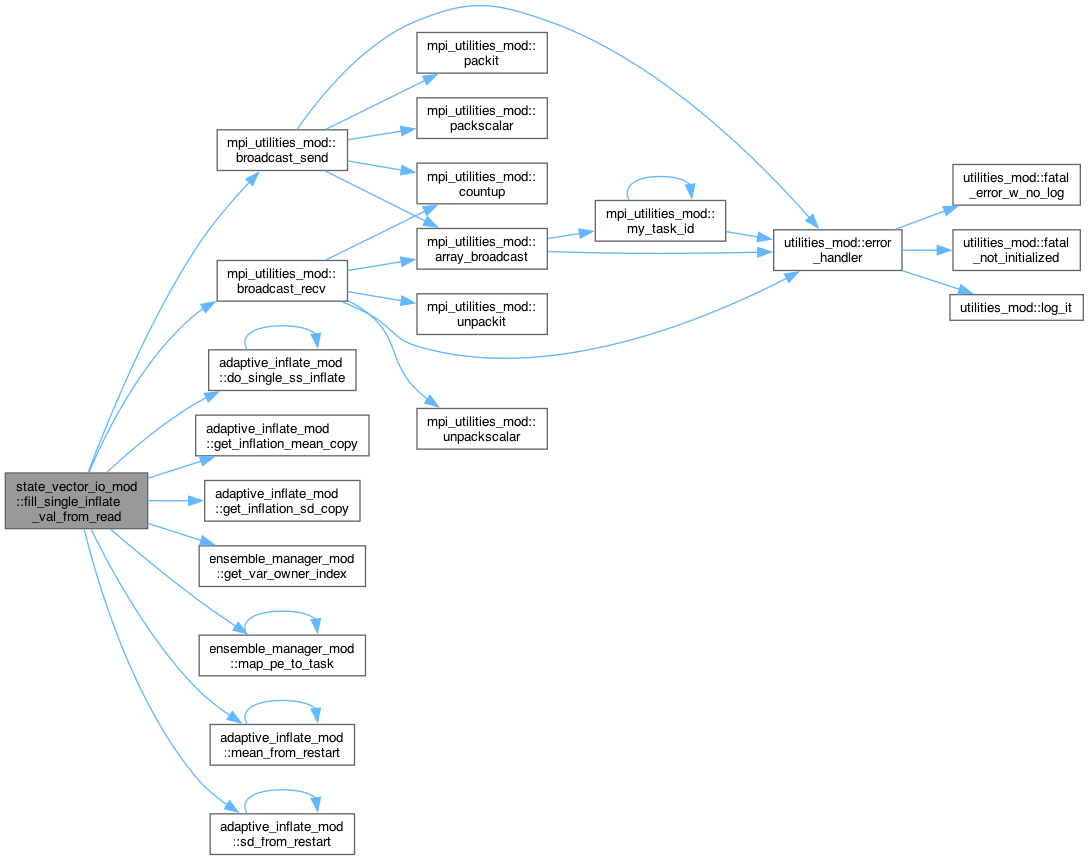 state_vector_io_mod
::fill_single_inflate
_val_from_read
mpi_utilities_mod::
broadcast_send
mpi_utilities_mod::
broadcast_recv
adaptive_inflate_mod
::do_single_ss_inflate
adaptive_inflate_mod
::get_inflation_mean_copy
adaptive_inflate_mod
::get_inflation_sd_copy
ensemble_manager_mod
::get_var_owner_index
ensemble_manager_mod
::map_pe_to_task
adaptive_inflate_mod
::mean_from_restart
adaptive_inflate_mod
::sd_from_restart
mpi_utilities_mod::
packit
mpi_utilities_mod::
packscalar
mpi_utilities_mod::
countup
mpi_utilities_mod::
array_broadcast
mpi_utilities_mod::
unpackit
mpi_utilities_mod::
unpackscalar
mpi_utilities_mod::
my_task_id
utilities_mod::error
_handler
utilities_mod::fatal
_error_w_no_log
utilities_mod::fatal
_not_initialized
utilities_mod::log_it